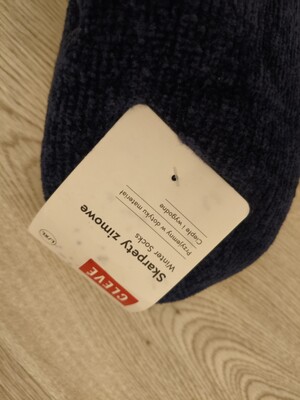 CLEVE
Skarpety zimowe
Winter Socks
Przyjemny w dotyku materiał
Ciepłe i wygodne